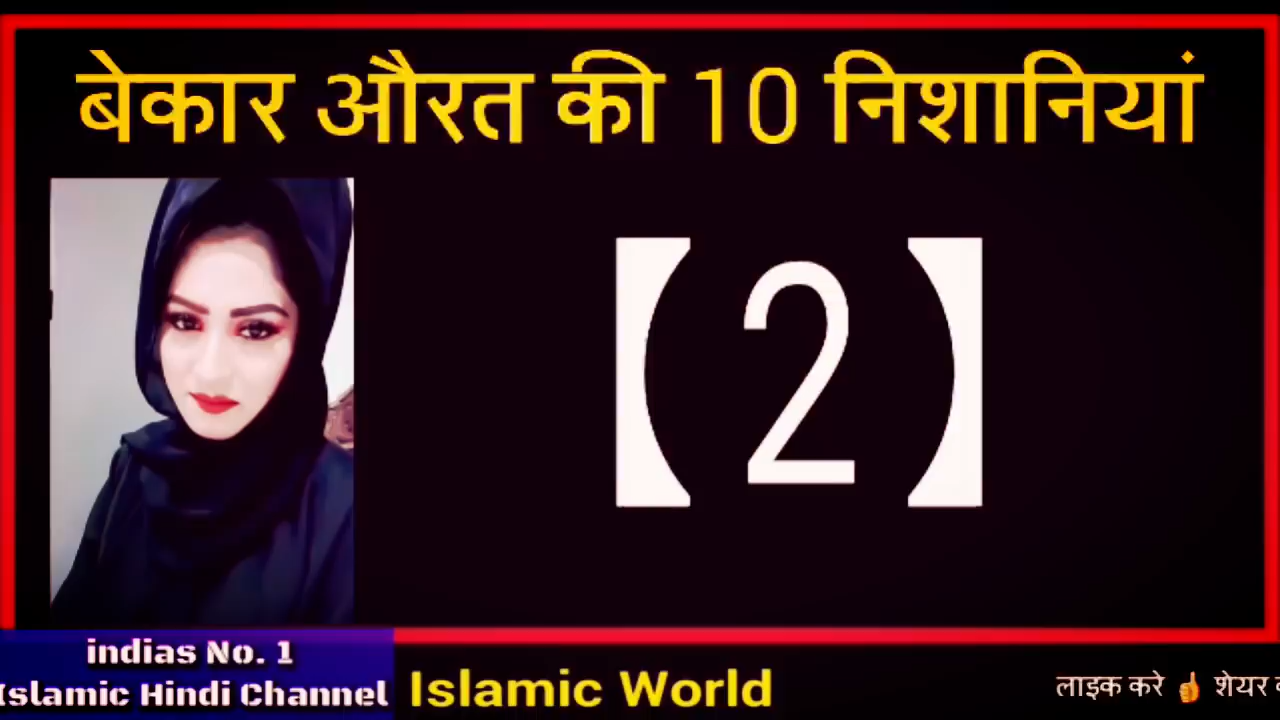 बेकार औरत की 10 निशानियां
【2】
indias No. 1
Islamic Hindi Channel
Islamic World
लाइक करे 👍 शेयर